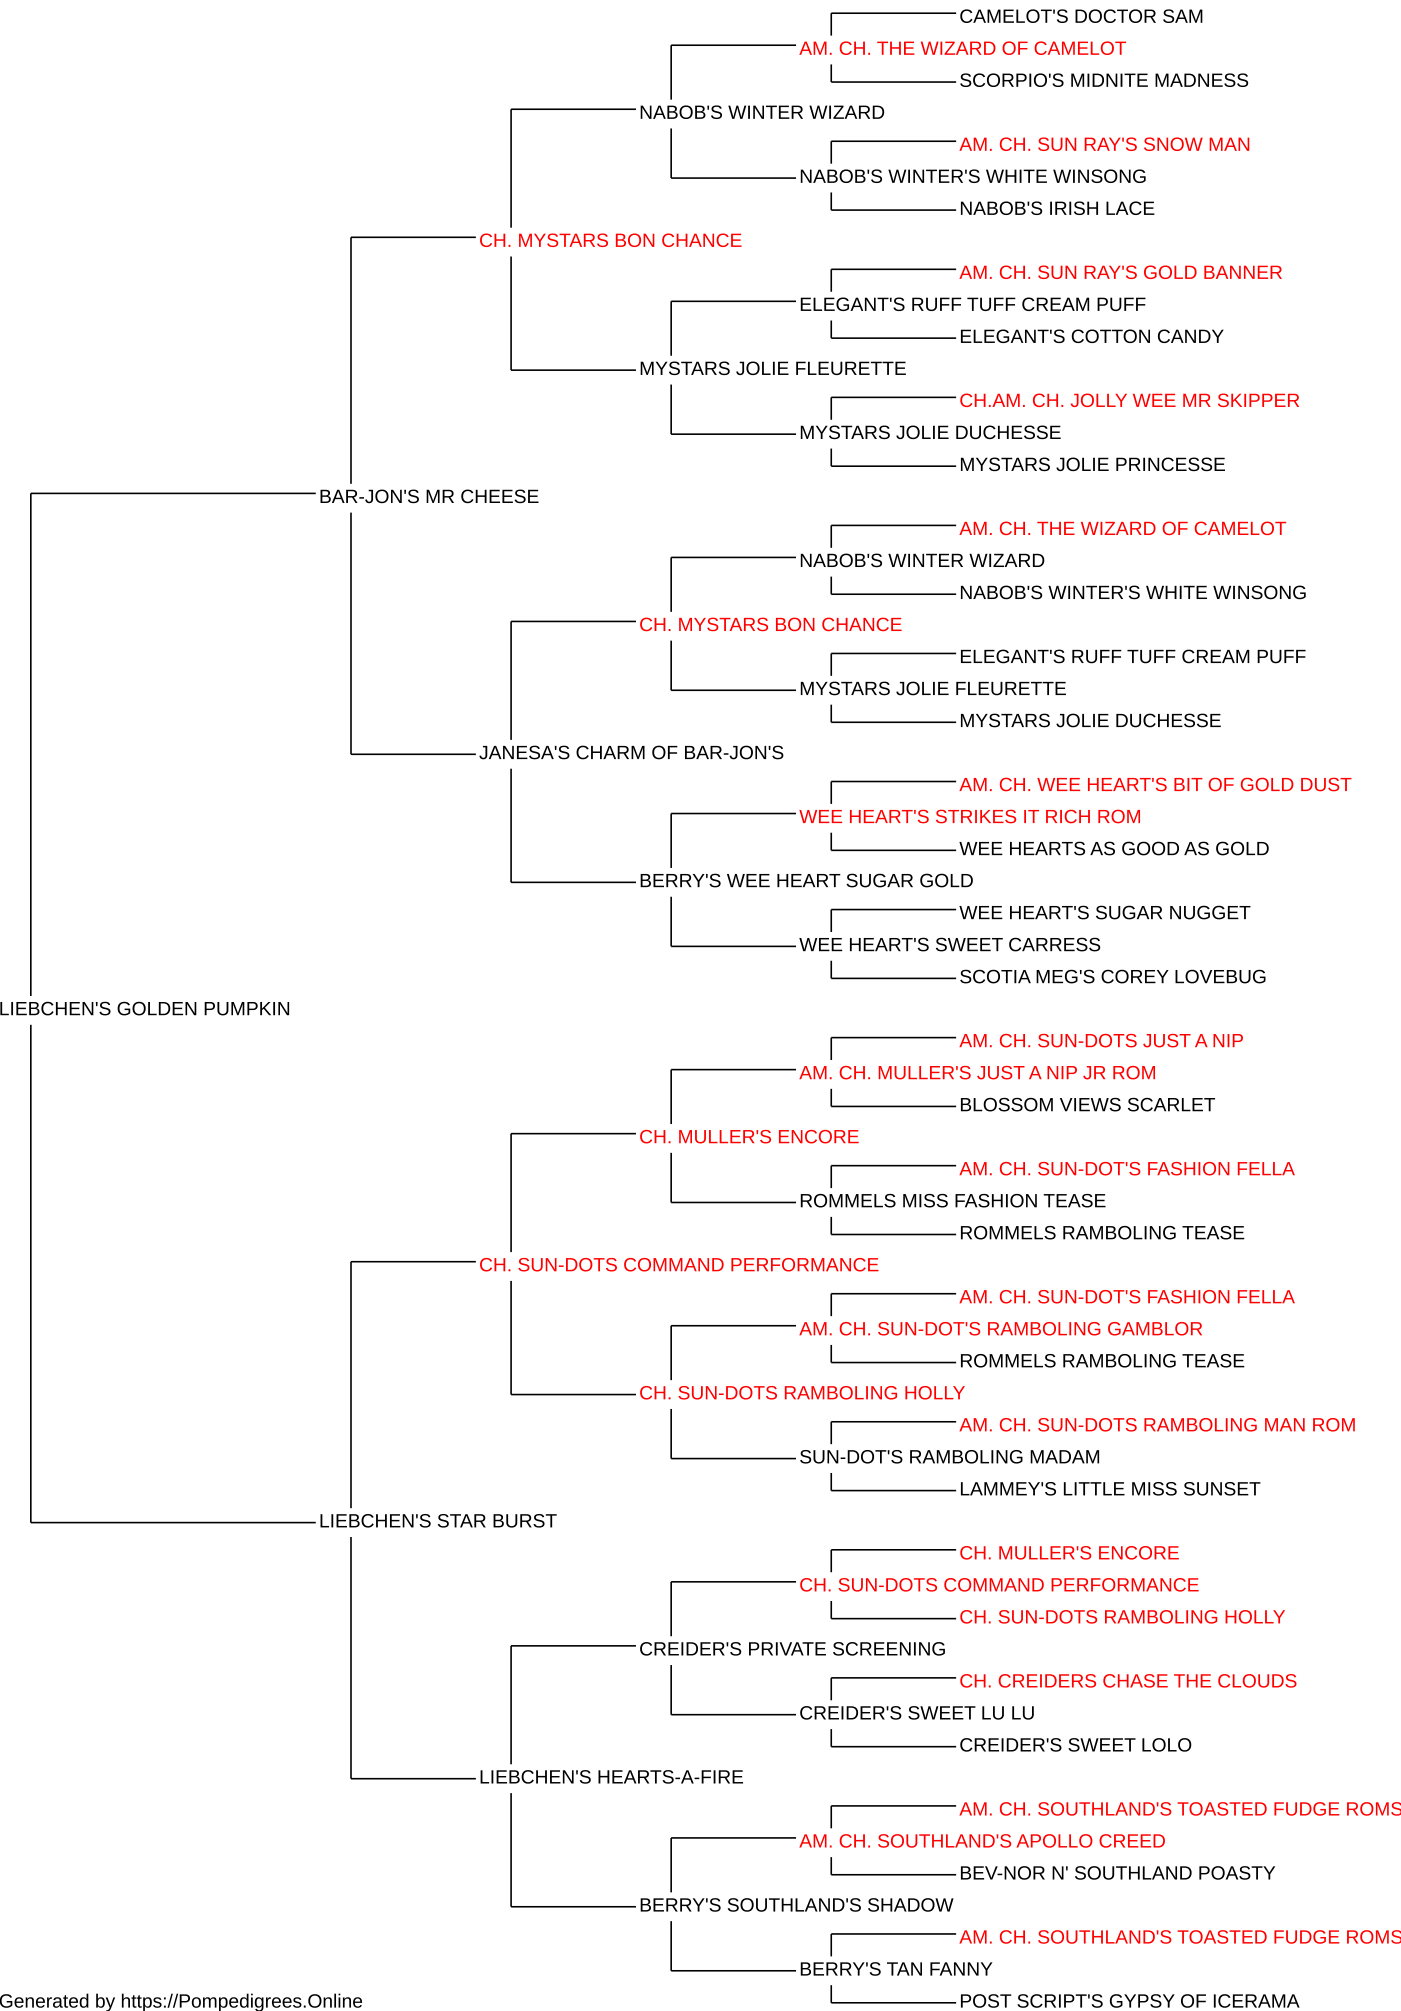 CAMELOT'S DOCTOR SAM
AM. CH. THE WIZARD OF CAMELOT
SCORPIO'S MIDNITE MADNESS
NABOB'S WINTER WIZARD
AM. CH. SUN RAY'S SNOW MAN
NABOB'S WINTER'S WHITE WINSONG
NABOB'S IRISH LACE
CH. MYSTARS BON CHANCE
AM. CH. SUN RAY'S GOLD BANNER
ELEGANT'S RUFF TUFF CREAM PUFF
ELEGANT'S COTTON CANDY
MYSTARS JOLIE FLEURETTE
CH.AM. CH. JOLLY WEE MR SKIPPER
MYSTARS JOLIE DUCHESSE
MYSTARS JOLIE PRINCESSE
BAR-JON'S MR CHEESE
AM. CH. THE WIZARD OF CAMELOT
NABOB'S WINTER WIZARD
NABOB'S WINTER'S WHITE WINSONG
CH. MYSTARS BON CHANCE
ELEGANT'S RUFF TUFF CREAM PUFF
MYSTARS JOLIE FLEURETTE
MYSTARS JOLIE DUCHESSE
JANESA'S CHARM OF BAR-JON'S
AM. CH. WEE HEART'S BIT OF GOLD DUST
WEE HEART'S STRIKES IT RICH ROM
WEE HEARTS AS GOOD AS GOLD
BERRY'S WEE HEART SUGAR GOLD
WEE HEART'S SUGAR NUGGET
WEE HEART'S SWEET CARRESS
SCOTIA MEG'S COREY LOVEBUG
LIEBCHEN'S GOLDEN PUMPKIN
AM. CH. SUN-DOTS JUST A NIP
AM. CH. MULLER'S JUST A NIP JR ROM
BLOSSOM VIEWS SCARLET
CH. MULLER'S ENCORE
AM. CH. SUN-DOT'S FASHION FELLA
ROMMELS MISS FASHION TEASE
ROMMELS RAMBOLING TEASE
CH. SUN-DOTS COMMAND PERFORMANCE
AM. CH. SUN-DOT'S FASHION FELLA
AM. CH. SUN-DOT'S RAMBOLING GAMBLOR
ROMMELS RAMBOLING TEASE
CH. SUN-DOTS RAMBOLING HOLLY
AM. CH. SUN-DOTS RAMBOLING MAN ROM
SUN-DOT'S RAMBOLING MADAM
LAMMEY'S LITTLE MISS SUNSET
LIEBCHEN'S STAR BURST
CH. MULLER'S ENCORE
CH. SUN-DOTS COMMAND PERFORMANCE
CH. SUN-DOTS RAMBOLING HOLLY
CREIDER'S PRIVATE SCREENING
CH. CREIDERS CHASE THE CLOUDS
CREIDER'S SWEET LU LU
CREIDER'S SWEET LOLO
LIEBCHEN'S HEARTS-A-FIRE
AM. CH. SOUTHLAND'S TOASTED FUDGE ROMS
AM. CH. SOUTHLAND'S APOLLO CREED
BEV-NOR N' SOUTHLAND POASTY
BERRY'S SOUTHLAND'S SHADOW
AM. CH. SOUTHLAND'S TOASTED FUDGE ROMS
BERRY'S TAN FANNY
POST SCRIPT'S GYPSY OF ICERAMA
Generated by https://Pompedigrees.Online